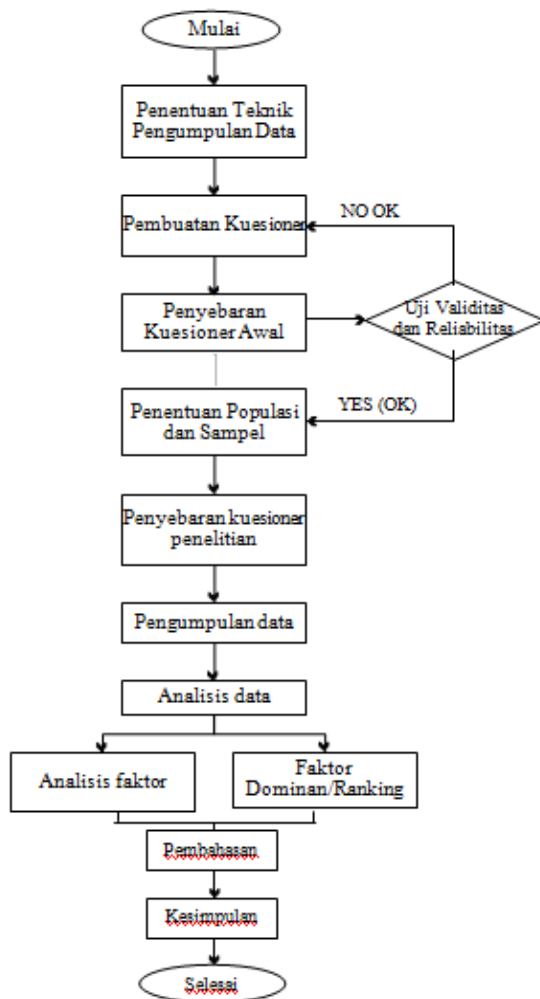 Mulai
Penentuan Teknik
Pengumpulan Data
Pembuatan Kuesioner
NO OK
Penyebaran
Kuesioner Awal
Uji Validitas
dan Reliabilitas
YES (OK)
Penentuan Populasi
dan Sampel
Penyebaran kuesioner
penelitian
Pengumpulan data
Analisis data
Analisis faktor
Faktor
Dominan/Ranking
Pembahasan
Kesimpulan
Selesai